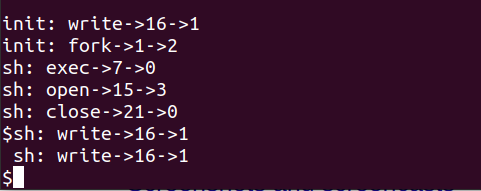 init: write->16->1
init: fork->1->2
sh: exec->7->0
sh: open->15->3
sh: close->21->0
$sh: write->16->1
 sh: write->16->1
$